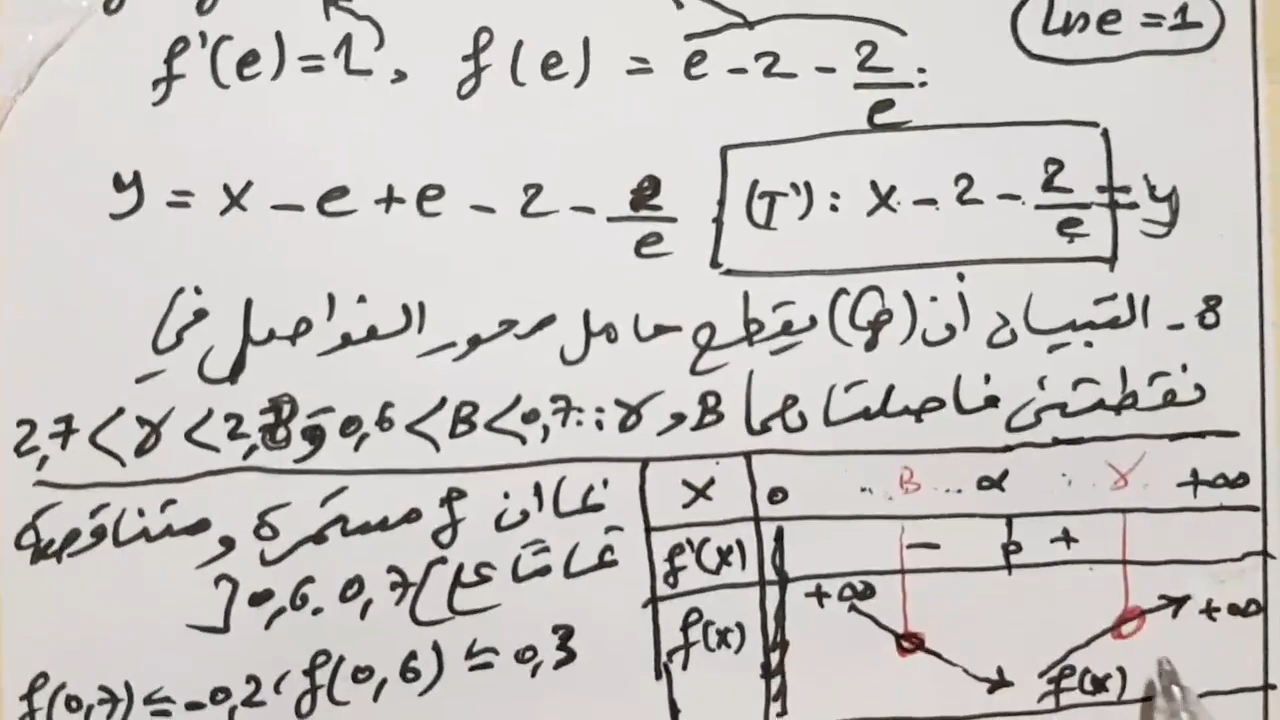 f'(e)=1, f(e) = e - 2 - 2/e : ln e = 1
y = x - e + e - 2 - 2/e (T'): x - 2 - 2/e = y
8- التبيان أن (Cf) يقطع حامل محور الفواصل في
نقطتين فاصلتاهما B و γ :: 0,6<B<0,7 و 2,7<γ<2,8
x 0 ..B... α ..γ.. +∞
f'(x) - 0 +
f(x) +∞ f(x) +∞
بما ان f مستمرة ومتناقصة
تماما على ]0,6 . 0,7[
f(0,7) ≃ -0,2 ، f(0,6) ≃ 0,3